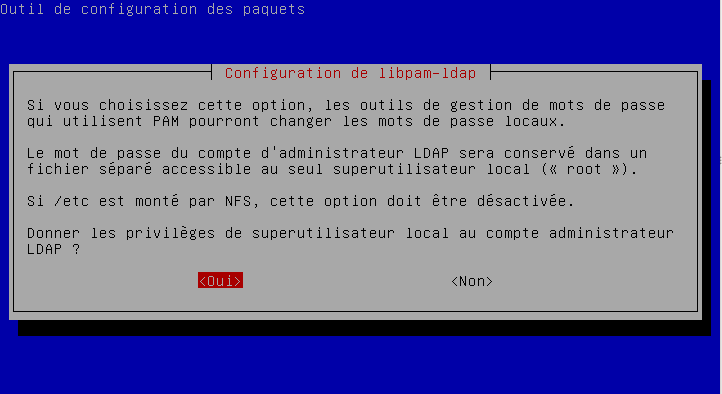 Outil de configuration des paquets
Configuration de libpam-ldap
Si vous choisissez cette option, les outils de gestion de mots de passe
qui utilisent PAM pourront changer les mots de passe locaux.
Le mot de passe du compte d'administrateur LDAP sera conservé dans un
fichier séparé accessible au seul superutilisateur local (« root »).
Si /etc est monté par NFS, cette option doit être désactivée.
Donner les privilèges de superutilisateur local au compte administrateur
LDAP ?
<Oui> <Non>